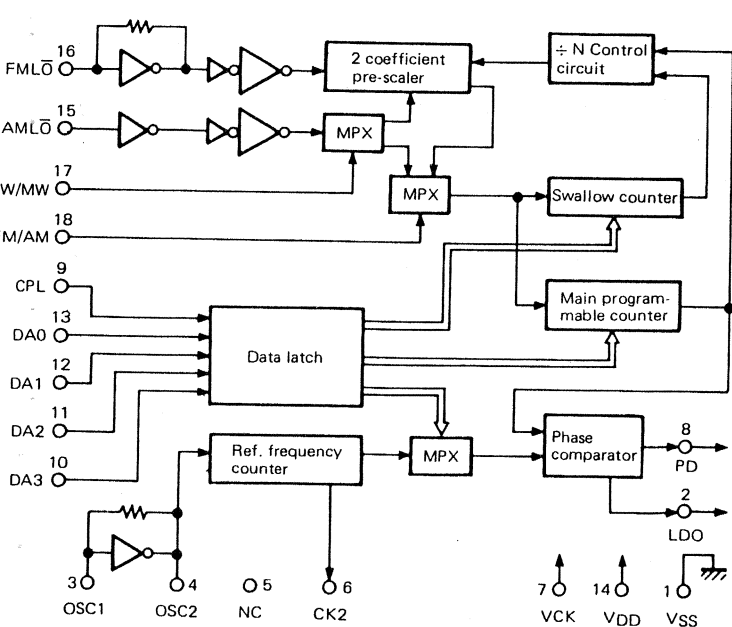 16
FMLO̅
2 coefficient
pre-scaler
÷ N Control
circuit
15
AMLO̅
MPX
17
W/MW
MPX
Swallow counter
18
M/AM
9
CPL
13
DA0
12
DA1
11
DA2
10
DA3
Data latch
Main program-
mable counter
Ref. frequency
counter
MPX
Phase
comparator
8
PD
2
LDO
3
OSC1
4
OSC2
5
NC
6
CK2
7
VCK
14
VDD
1
VSS